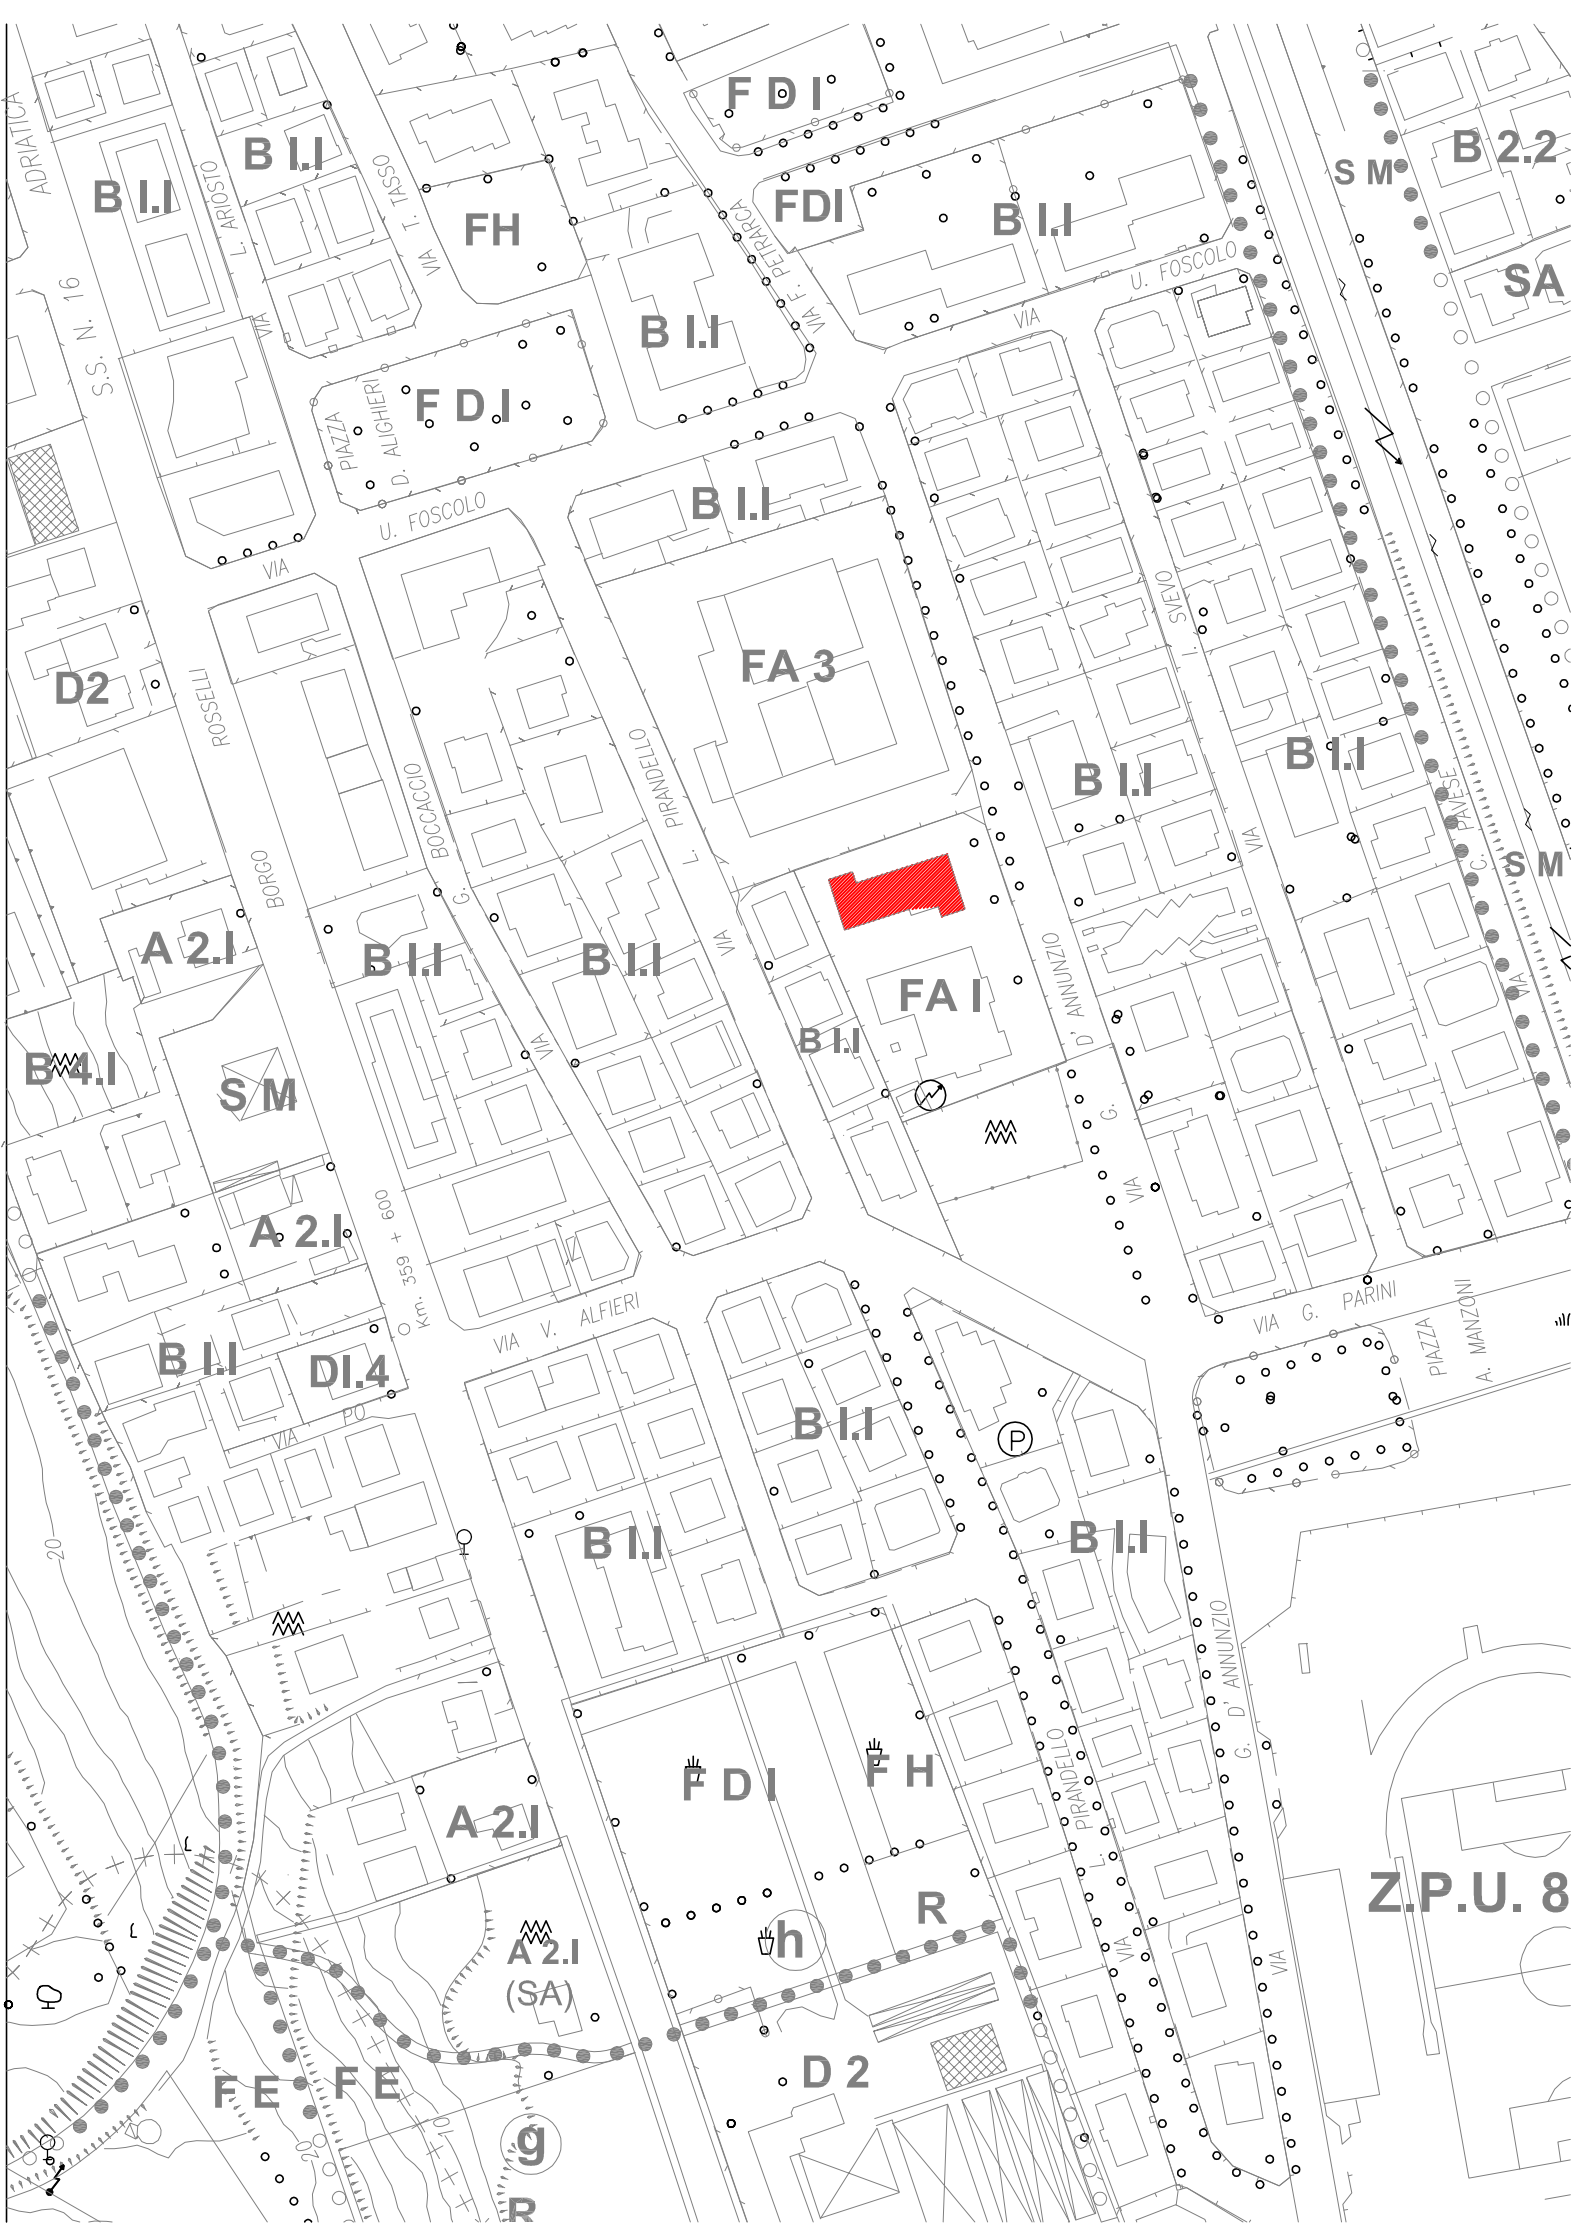 F D I
B 2.2
B I.I
S M
B I.I
FH
FDI
B I.I
SA
ADRIATICA
L. ARIOSTO
VIA
VIA T. TASSO
VIA F. PETRARCA
U. FOSCOLO
VIA
S.S. N. 16
B I.I
F D I
PIAZZA
D. ALIGHIERI
U. FOSCOLO
VIA
B I.I
D2
ROSSELLI
FA 3
I. SVEVO
B I.I
B I.I
BOCCACCIO
G.
PIRANDELLO
L.
VIA
C. PAVESE
VIA
S M
BORGO
A 2.I
B I.I
B I.I
FA I
D' ANNUNZIO
G.
VIA
VIA
B 4.I
S M
B I.I
VIA
A 2.I
Km. 359 + 600
VIA V. ALFIERI
VIA G. PARINI
PIAZZA
A. MANZONI
B I.I
DI.4
VIA PO
B I.I
P
20
B I.I
B I.I
G. D' ANNUNZIO
VIA
PIRANDELLO
L.
VIA
F D I
F H
A 2.I
Z.P.U. 8
R
h
A 2.I
(SA)
D 2
F E
F E
10
20
g
R